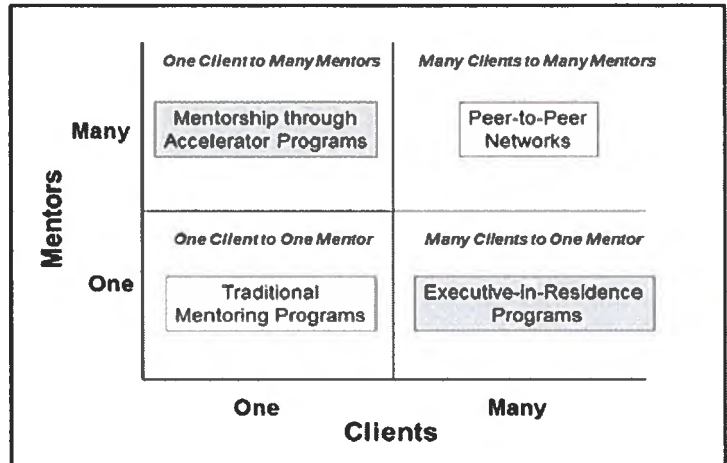 One Client to Many Mentors
Many Clients to Many Mentors
Mentorship through
Accelerator Programs
Peer-to-Peer
Networks
Many
Mentors
One Client to One Mentor
Many Clients to One Mentor
One
Traditional
Mentoring Programs
Executive-in-Residence
Programs
One
Many
Clients